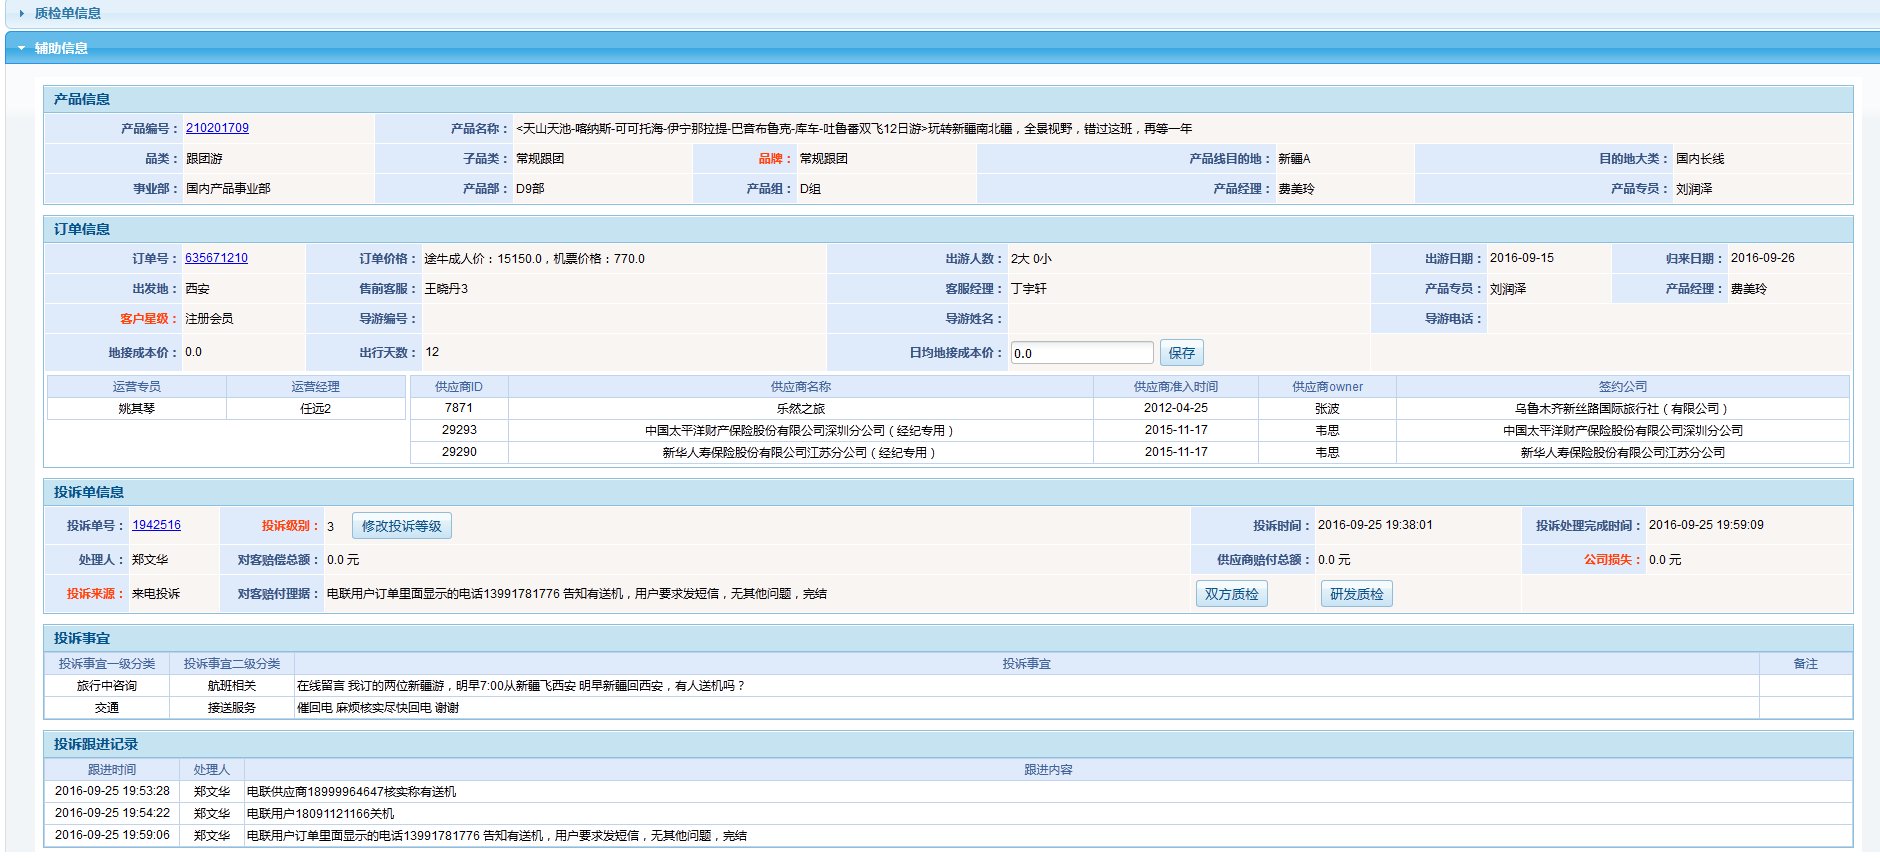 质检单信息
辅助信息
产品信息
产品编号： 210201709 产品名称： <天山天池-喀纳斯-可可托海-伊宁那拉提-巴音布鲁克-库车-吐鲁番双飞12日游>玩转新疆南北疆，全景视野，错过这班，再等一年
品类： 跟团游 子品类： 常规跟团 品牌： 常规跟团 产品线目的地： 新疆A 目的地大类： 国内长线
事业部： 国内产品事业部 产品部： D9部 产品组： D组 产品经理： 费美玲 产品专员： 刘润泽
订单信息
订单号： 635671210 订单价格： 途牛成人价：15150.0，机票价格：770.0 出游人数： 2大 0小 出游日期： 2016-09-15 归来日期： 2016-09-26
出发地： 西安 售前客服： 王晓丹3 客服经理： 丁宇轩 产品专员： 刘润泽 产品经理： 费美玲
客户星级： 注册会员 导游编号： 导游姓名： 导游电话：
地接成本价： 0.0 出行天数： 12 日均地接成本价： 0.0 保存
运营专员 运营经理 供应商ID 供应商名称 供应商准入时间 供应商owner 签约公司
姚其琴 任远2 7871 乐然之旅 2012-04-25 张波 乌鲁木齐新丝路国际旅行社（有限公司）
29293 中国太平洋财产保险股份有限公司深圳分公司（经纪专用） 2015-11-17 韦思 中国太平洋财产保险股份有限公司深圳分公司
29290 新华人寿保险股份有限公司江苏分公司（经纪专用） 2015-11-17 韦思 新华人寿保险股份有限公司江苏分公司
投诉单信息
投诉单号： 1942516 投诉级别： 3 修改投诉等级 投诉时间： 2016-09-25 19:38:01 投诉处理完成时间： 2016-09-25 19:59:09
处理人： 郑文华 对客赔偿总额： 0.0 元 供应商赔付总额： 0.0 元 公司损失： 0.0 元
投诉来源： 来电投诉 对客赔付理据： 电联用户订单里面显示的电话13991781776 告知有送机，用户要求发短信，无其他问题，完结 双方质检 研发质检
投诉事宜
投诉事宜一级分类 投诉事宜二级分类 投诉事宜 备注
旅行中咨询 航班相关 在线留言 我订的两位新疆游，明早7:00从新疆飞西安 明早新疆回西安，有人送机吗？
交通 接送服务 催回电 麻烦核实尽快回电 谢谢
投诉跟进记录
跟进时间 处理人 跟进内容
2016-09-25 19:53:28 郑文华 电联供应商18999964647核实称有送机
2016-09-25 19:54:22 郑文华 电联用户18091121166关机
2016-09-25 19:59:06 郑文华 电联用户订单里面显示的电话13991781776 告知有送机，用户要求发短信，无其他问题，完结